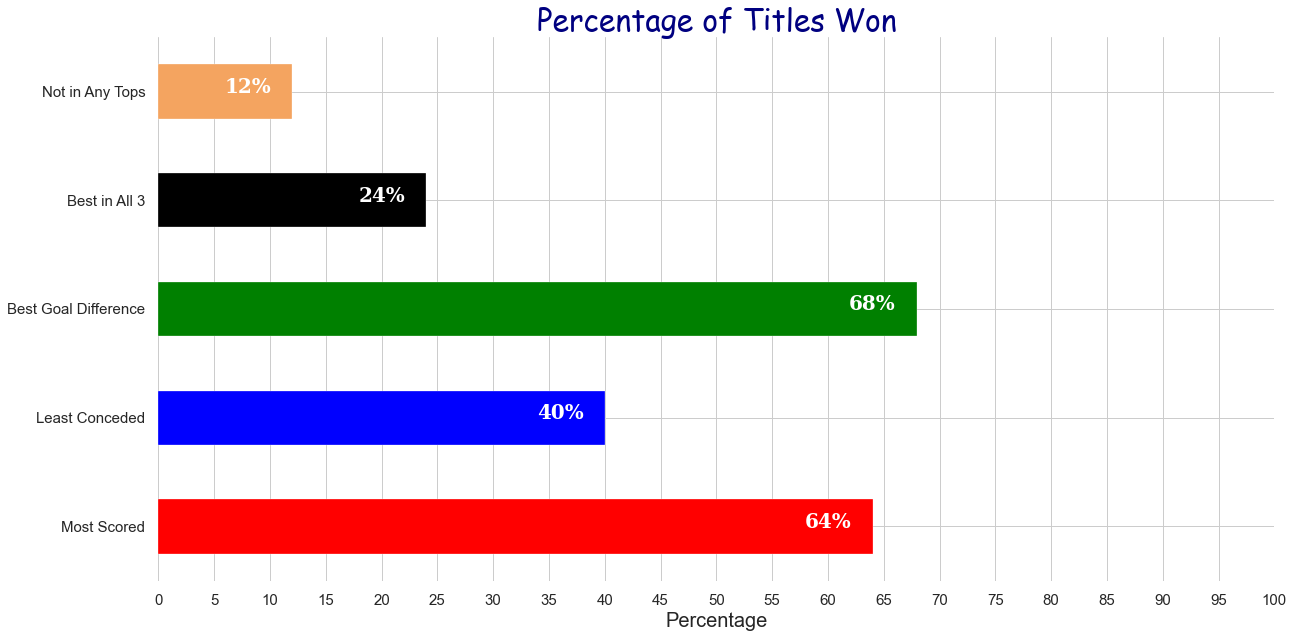 Percentage of Titles Won
Not in Any Tops
12%
Best in All 3
24%
Best Goal Difference
68%
Least Conceded
40%
Most Scored
64%
0 5 10 15 20 25 30 35 40 45 50 55 60 65 70 75 80 85 90 95 100
Percentage